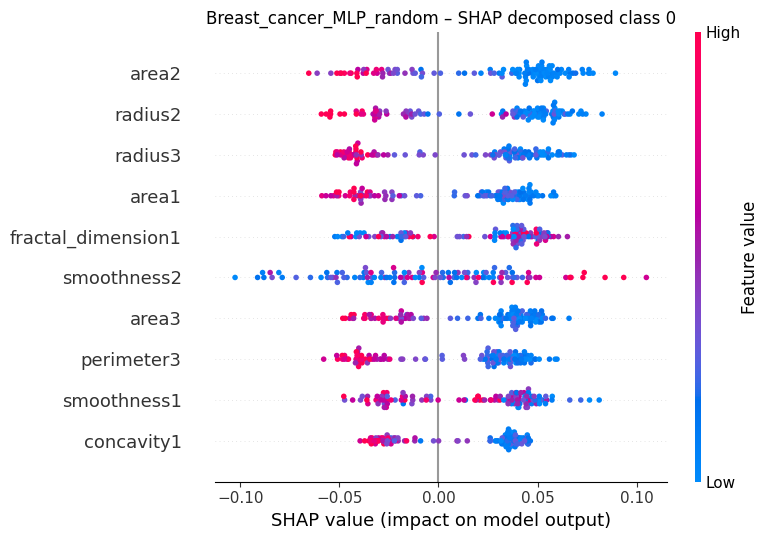 Breast_cancer_MLP_random – SHAP decomposed class 0
High
area2
radius2
radius3
area1
fractal_dimension1
smoothness2
area3
perimeter3
smoothness1
concavity1
Feature value
Low
−0.10 −0.05 0.00 0.05 0.10
SHAP value (impact on model output)